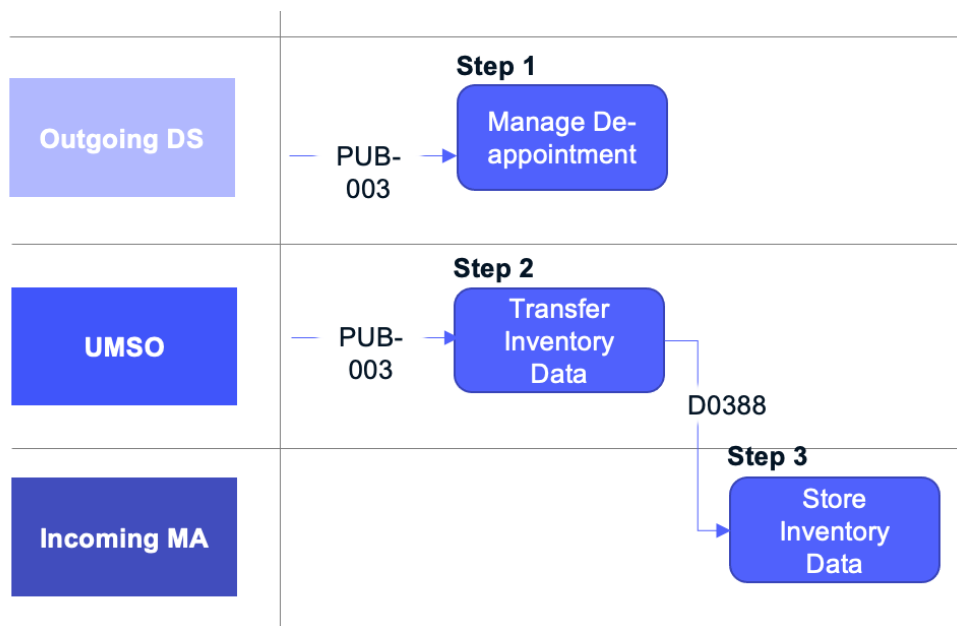 Step 1
Outgoing DS
PUB-
003
Manage De-
appointment
Step 2
UMSO
PUB-
003
Transfer
Inventory
Data
D0388
Step 3
Incoming MA
Store
Inventory
Data